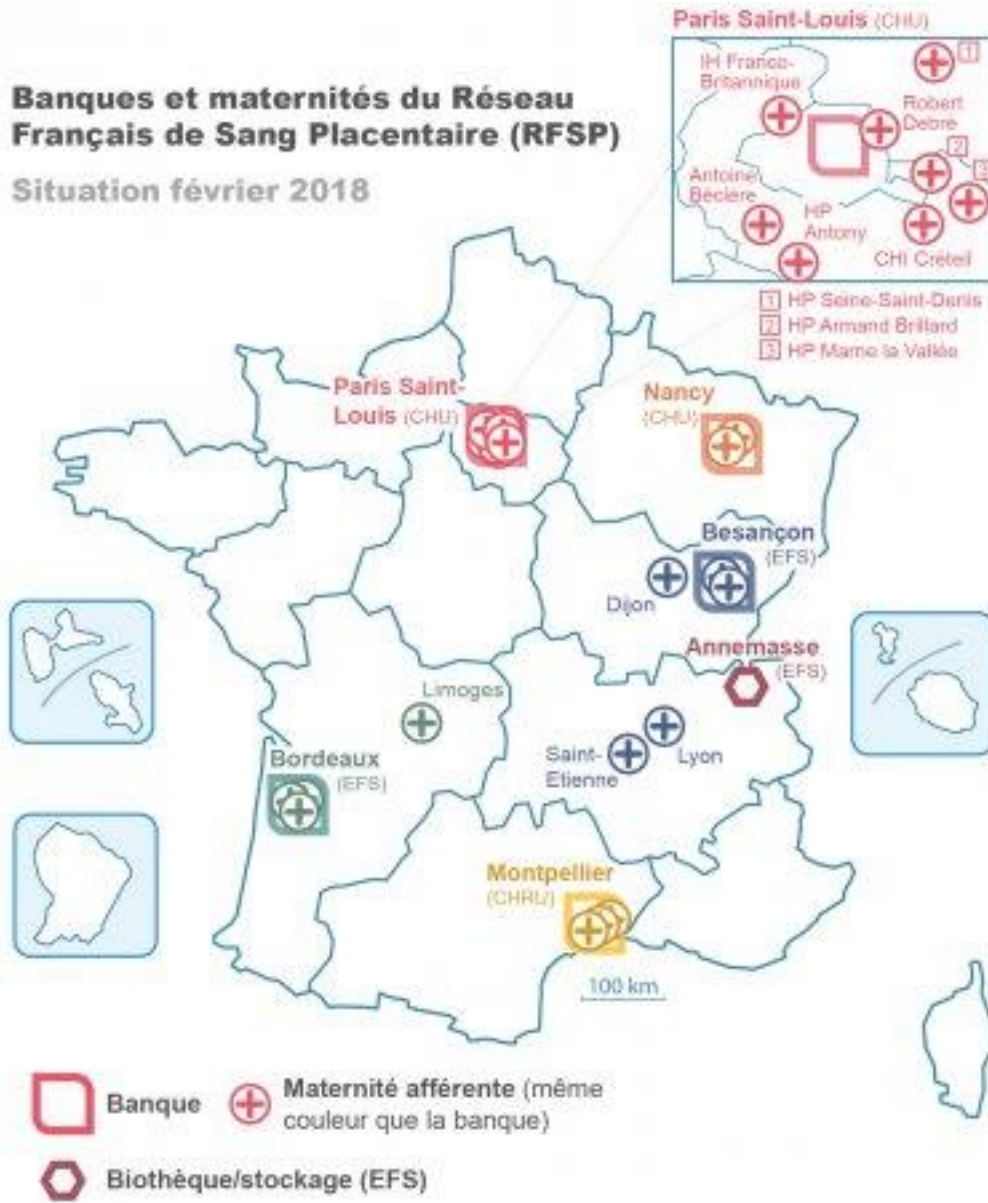 Paris Saint-Louis (CHU)
Banques et maternités du Réseau
Français de Sang Placentaire (RFSP)
Situation février 2018
IH Franco-
Britannique
1
Robert
Debré
2
3
Antoine
Béclère
HP
Antony
CHI Créteil
1 HP Seine-Saint-Denis
2 HP Armand Brillard
3 HP Marne la Vallée
Paris Saint-
Louis (CHU)
Nancy
(CHU)
Besançon
(EFS)
Dijon
Annemasse
(EFS)
Limoges
Bordeaux
(EFS)
Saint-
Etienne
Lyon
Montpellier
(CHRU)
100 km
Banque
Maternité afférente (même
couleur que la banque)
Biothèque/stockage (EFS)